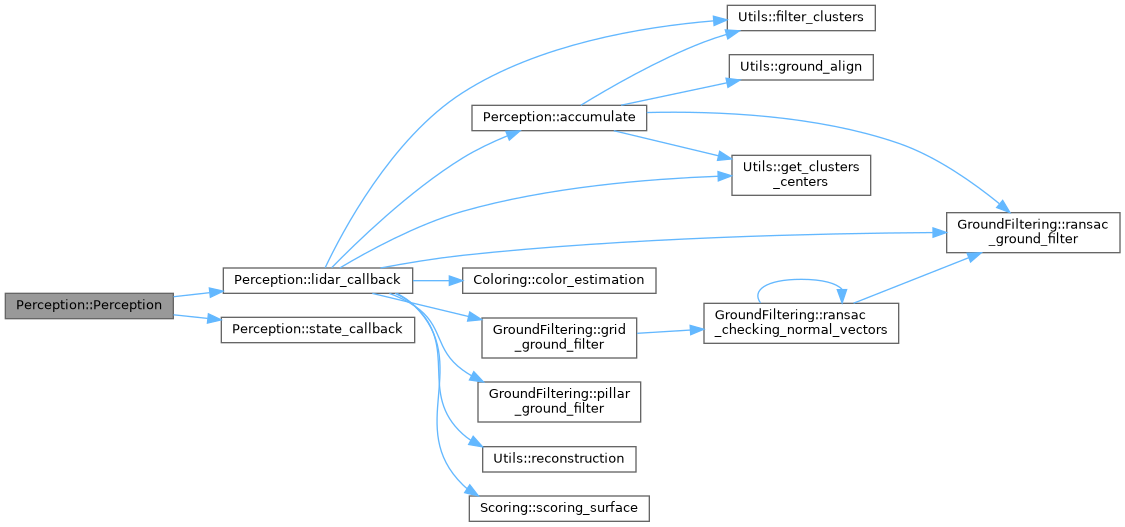 Utils::filter_clusters
Utils::ground_align
Perception::accumulate
Utils::get_clusters
_centers
GroundFiltering::ransac
_ground_filter
Perception::lidar_callback
Coloring::color_estimation
Perception::Perception
Perception::state_callback
GroundFiltering::grid
_ground_filter
GroundFiltering::ransac
_checking_normal_vectors
GroundFiltering::pillar
_ground_filter
Utils::reconstruction
Scoring::scoring_surface